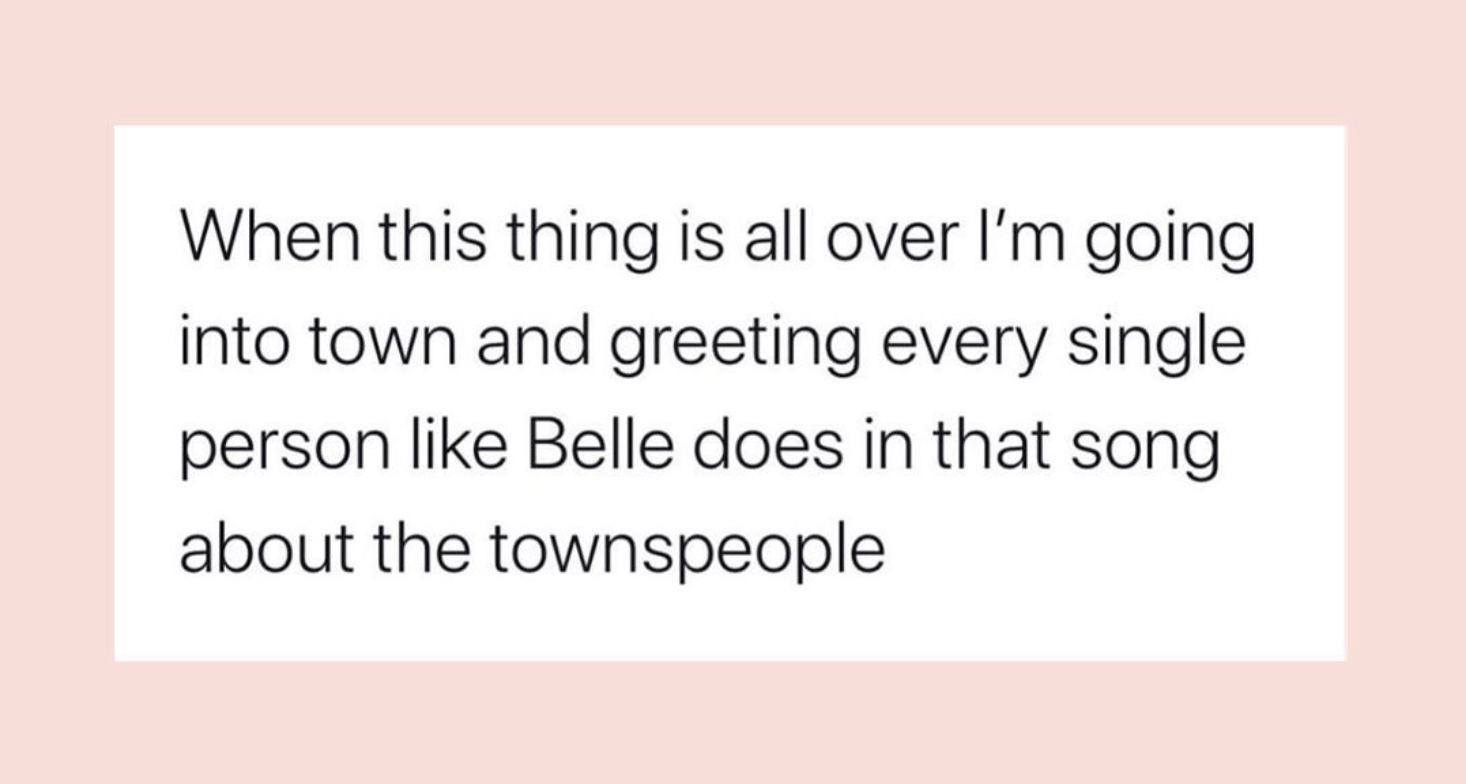 When this thing is all over I’m going
into town and greeting every single
person like Belle does in that song
about the townspeople